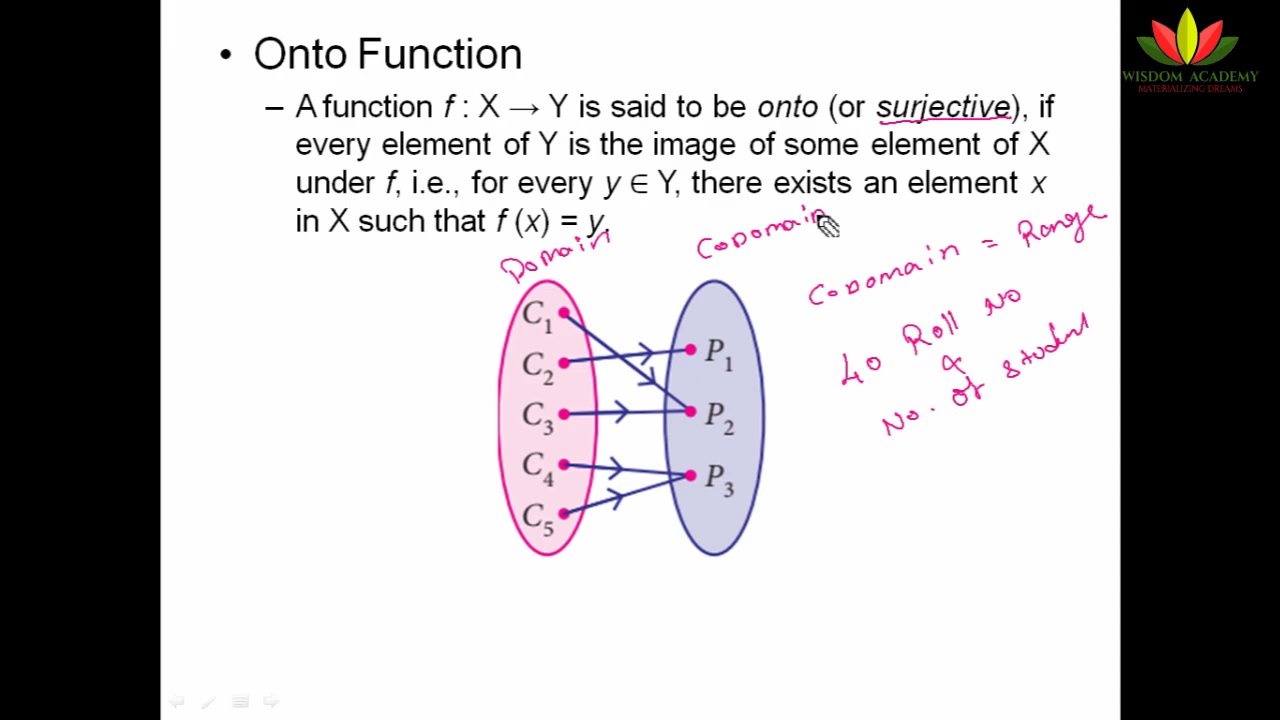 • Onto Function
– A function f : X → Y is said to be onto (or surjective), if
every element of Y is the image of some element of X
under f, i.e., for every y ∈ Y, there exists an element x
in X such that f (x) = y.
WISDOM ACADEMY
MATERIALIZING DREAMS
Domain
CoDomain
CoDomain = Range
40 Roll No
&
No. of student
C1
C2
C3
C4
C5
P1
P2
P3